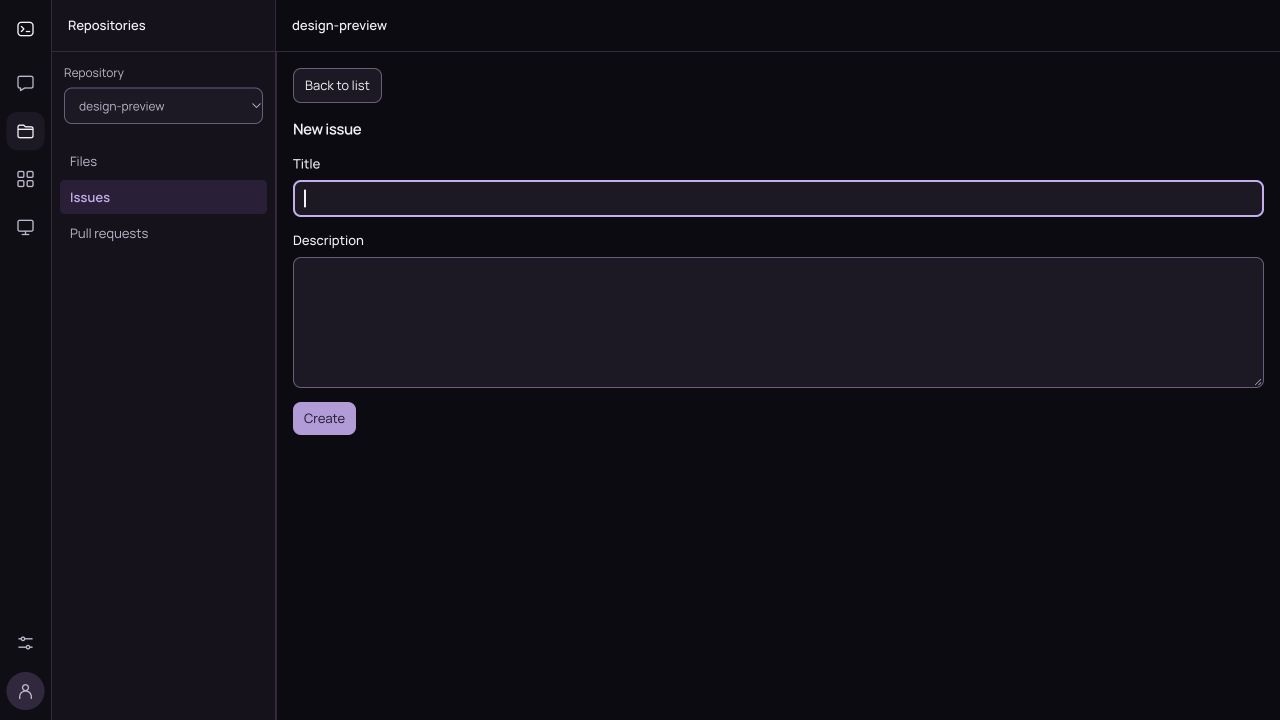 Repositories
design-preview
Repository
design-preview
Files
Issues
Pull requests
Back to list
New issue
Title
Description
Create